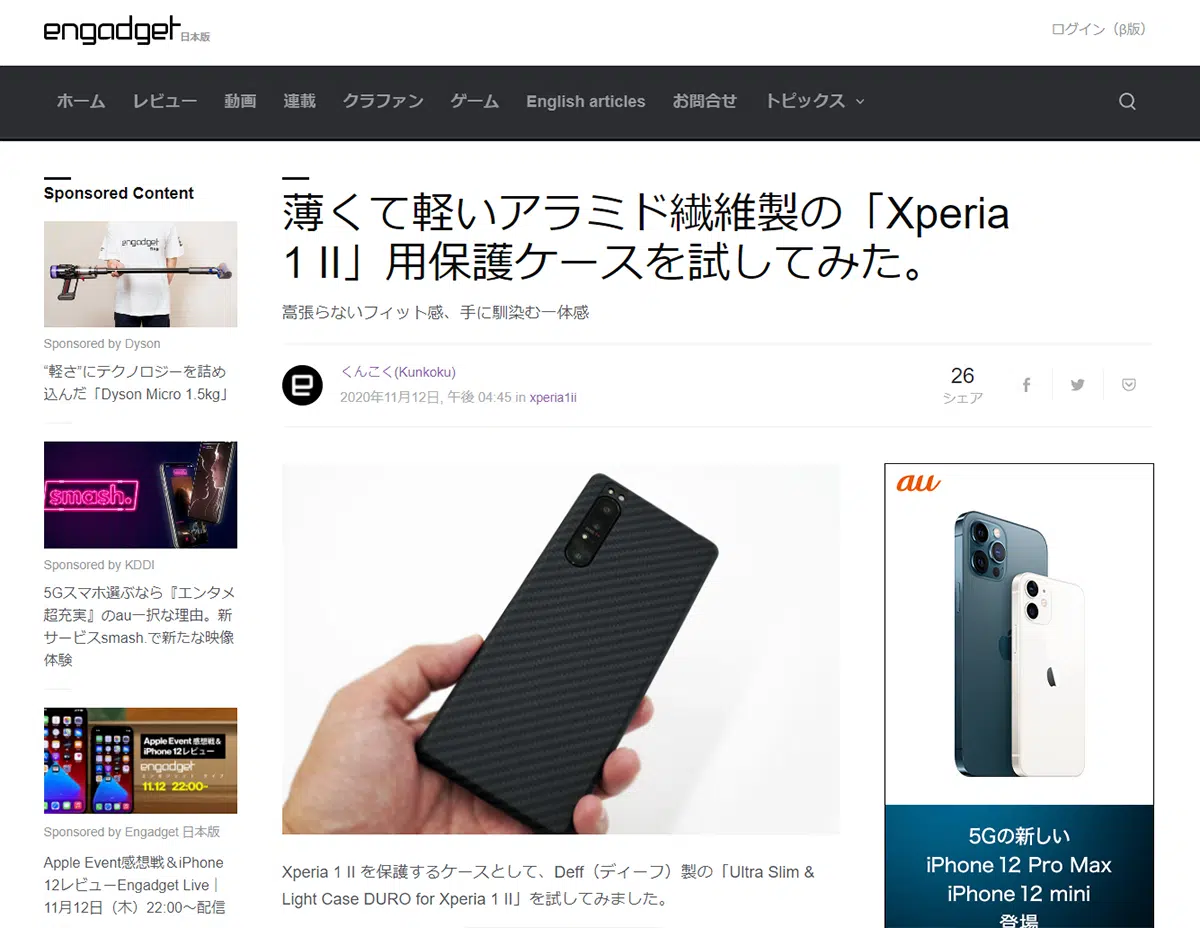 engadget 日本版
ログイン（β版）
ホーム レビュー 動画 連載 クラファン ゲーム English articles お問合せ トピックス
Sponsored Content
engadget
Sponsored by Dyson
“軽さ”にテクノロジーを詰め
込んだ「Dyson Micro 1.5kg」
smash.
Sponsored by KDDI
5Gスマホ選ぶなら『エンタメ
超充実』のau一択な理由。新
サービスsmash.で新たな映像
体験
Apple Event 感想戦&
iPhone 12レビュー
engadget
エンガジェット ライブ
11.12 22:00~
Sponsored by Engadget 日本版
Apple Event感想戦＆iPhone
12レビューEngadget Live｜
11月12日（木）22:00〜配信
薄くて軽いアラミド繊維製の「Xperia
1 II」用保護ケースを試してみた。
嵩張らないフィット感、手に馴染む一体感
くんこく(Kunkoku)
2020年11月12日, 午後 04:45 in xperia1ii
26
シェア
Xperia 1 II を保護するケースとして、Deff（ディーフ）製の「Ultra Slim &
Light Case DURO for Xperia 1 II」を試してみました。
au
5Gの新しい
iPhone 12 Pro Max
iPhone 12 mini
登場